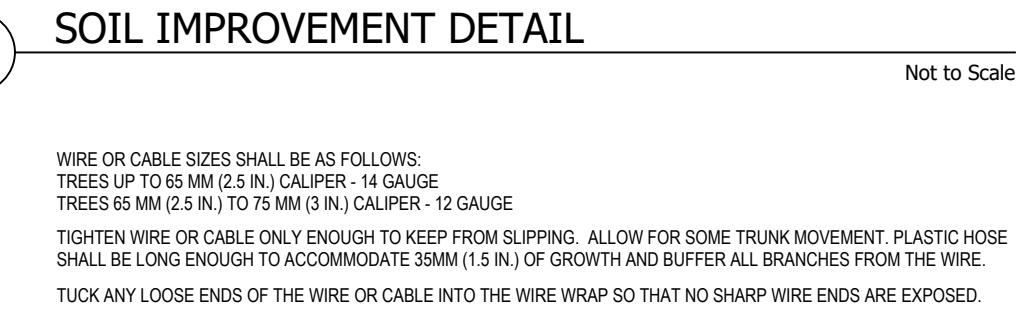 SOIL IMPROVEMENT DETAIL
Not to Scale
WIRE OR CABLE SIZES SHALL BE AS FOLLOWS:
TREES UP TO 65 MM (2.5 IN.) CALIPER - 14 GAUGE
TREES 65 MM (2.5 IN.) TO 75 MM (3 IN.) CALIPER - 12 GAUGE
TIGHTEN WIRE OR CABLE ONLY ENOUGH TO KEEP FROM SLIPPING. ALLOW FOR SOME TRUNK MOVEMENT. PLASTIC HOSE
SHALL BE LONG ENOUGH TO ACCOMMODATE 35MM (1.5 IN.) OF GROWTH AND BUFFER ALL BRANCHES FROM THE WIRE.
TUCK ANY LOOSE ENDS OF THE WIRE OR CABLE INTO THE WIRE WRAP SO THAT NO SHARP WIRE ENDS ARE EXPOSED.